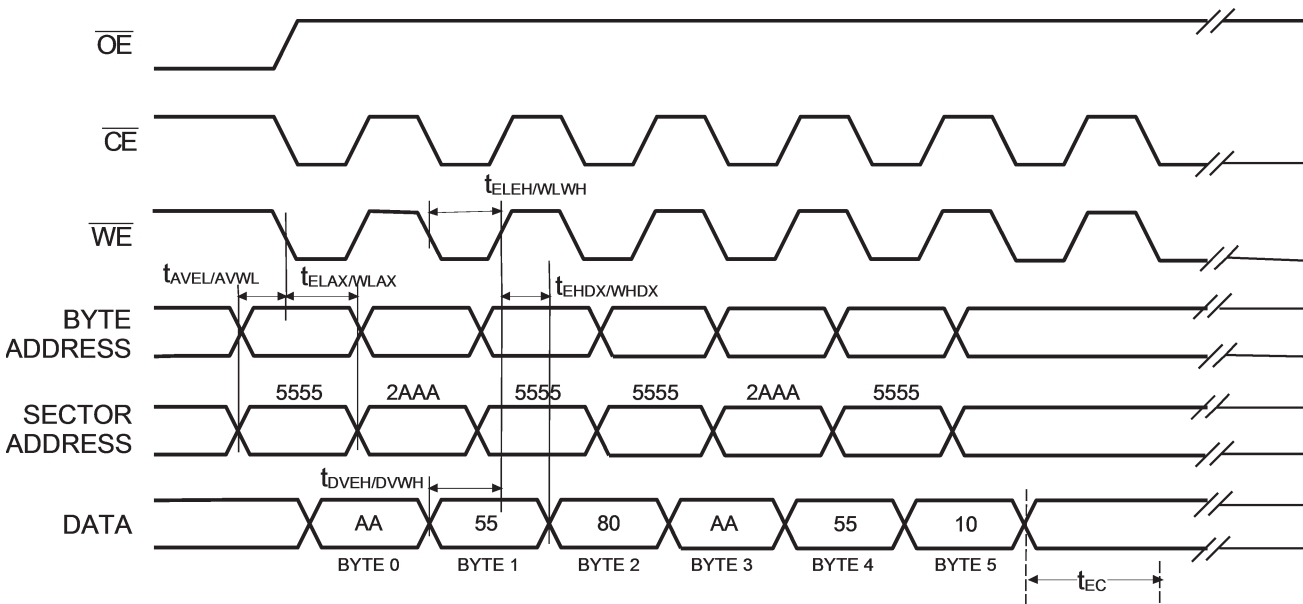 OE
CE
tELEH/WLWH
WE
tAVEL/AVWL tELAX/WLAX tEHDX/WHDX
BYTE
ADDRESS
5555 2AAA 5555 5555 2AAA 5555
SECTOR
ADDRESS
tDVEH/DVWH
DATA AA 55 80 AA 55 10
BYTE 0 BYTE 1 BYTE 2 BYTE 3 BYTE 4 BYTE 5
tEC